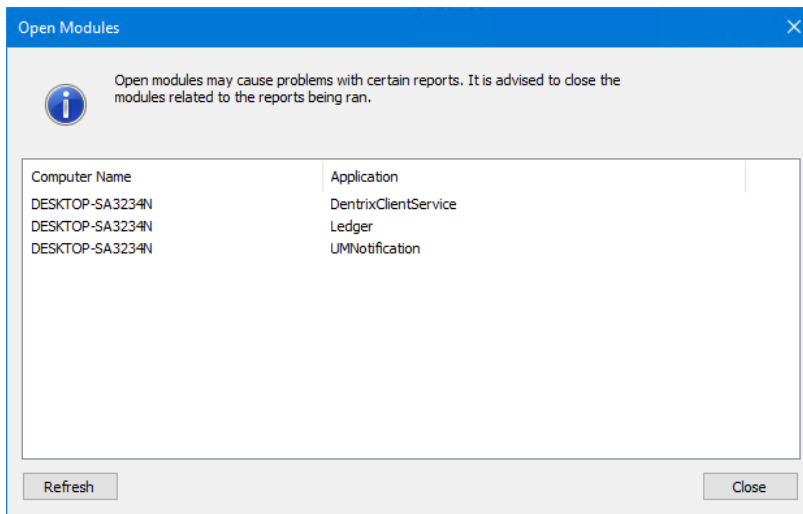 Open Modules
Open modules may cause problems with certain reports. It is advised to close the
modules related to the reports being ran.
Computer Name Application
DESKTOP-SA3234N DentrixClientService
DESKTOP-SA3234N Ledger
DESKTOP-SA3234N UMNotification
Refresh Close